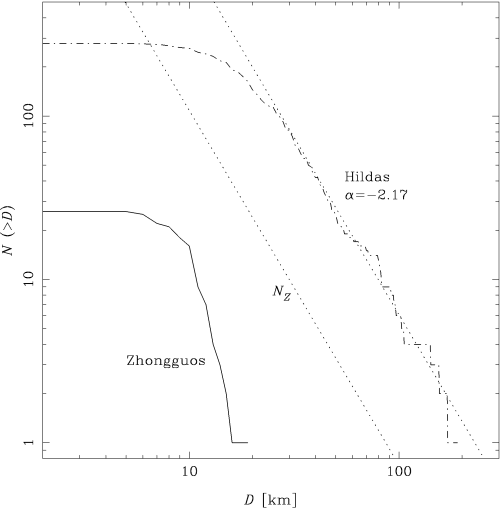 100
10
1
N (>D)
Hildas
α=−2.17
N_Z
Zhongguos
10
100
D [km]